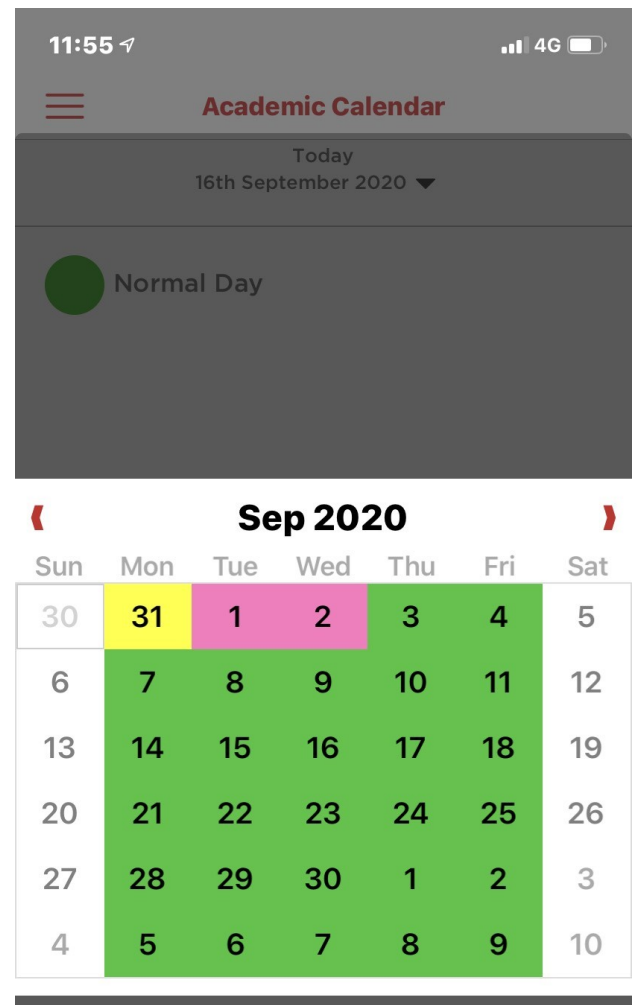 11:55 4G
Academic Calendar
Today
16th September 2020
Normal Day
Sep 2020
Sun Mon Tue Wed Thu Fri Sat
30 31 1 2 3 4 5
6 7 8 9 10 11 12
13 14 15 16 17 18 19
20 21 22 23 24 25 26
27 28 29 30 1 2 3
4 5 6 7 8 9 10